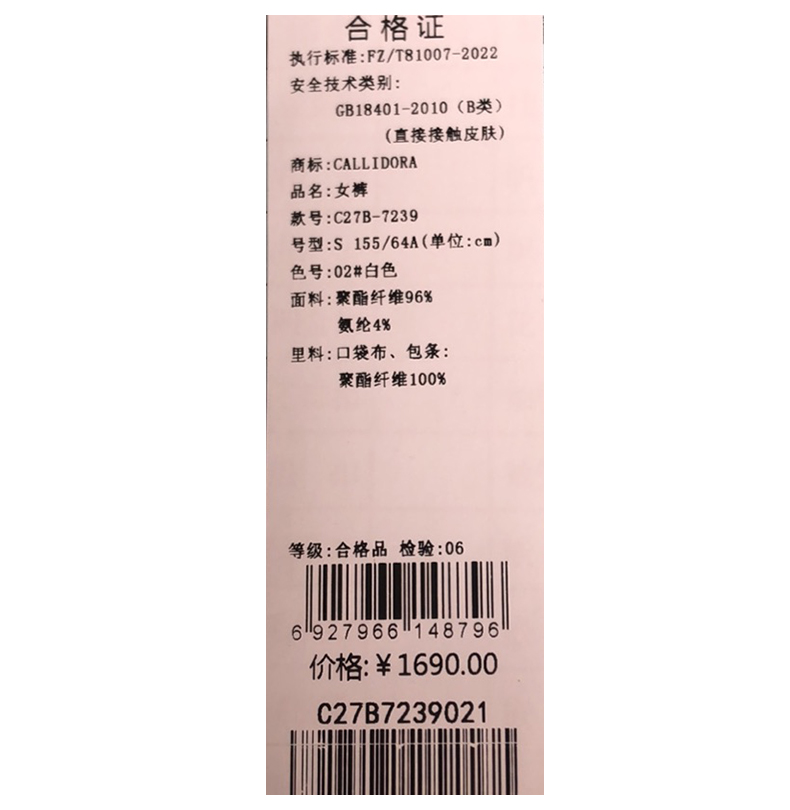 合格证
执行标准:FZ/T81007-2022
安全技术类别:
GB18401-2010（B类）
(直接接触皮肤)
商标:CALLIDORA
品名:女裤
款号:C27B-7239
号型:S 155/64A(单位:cm)
色号:02#白色
面料:聚酯纤维96%
氨纶4%
里料:口袋布、包条:
聚酯纤维100%
等级:合格品 检验:06
6 927966 148796
价格:￥1690.00
C27B7239021